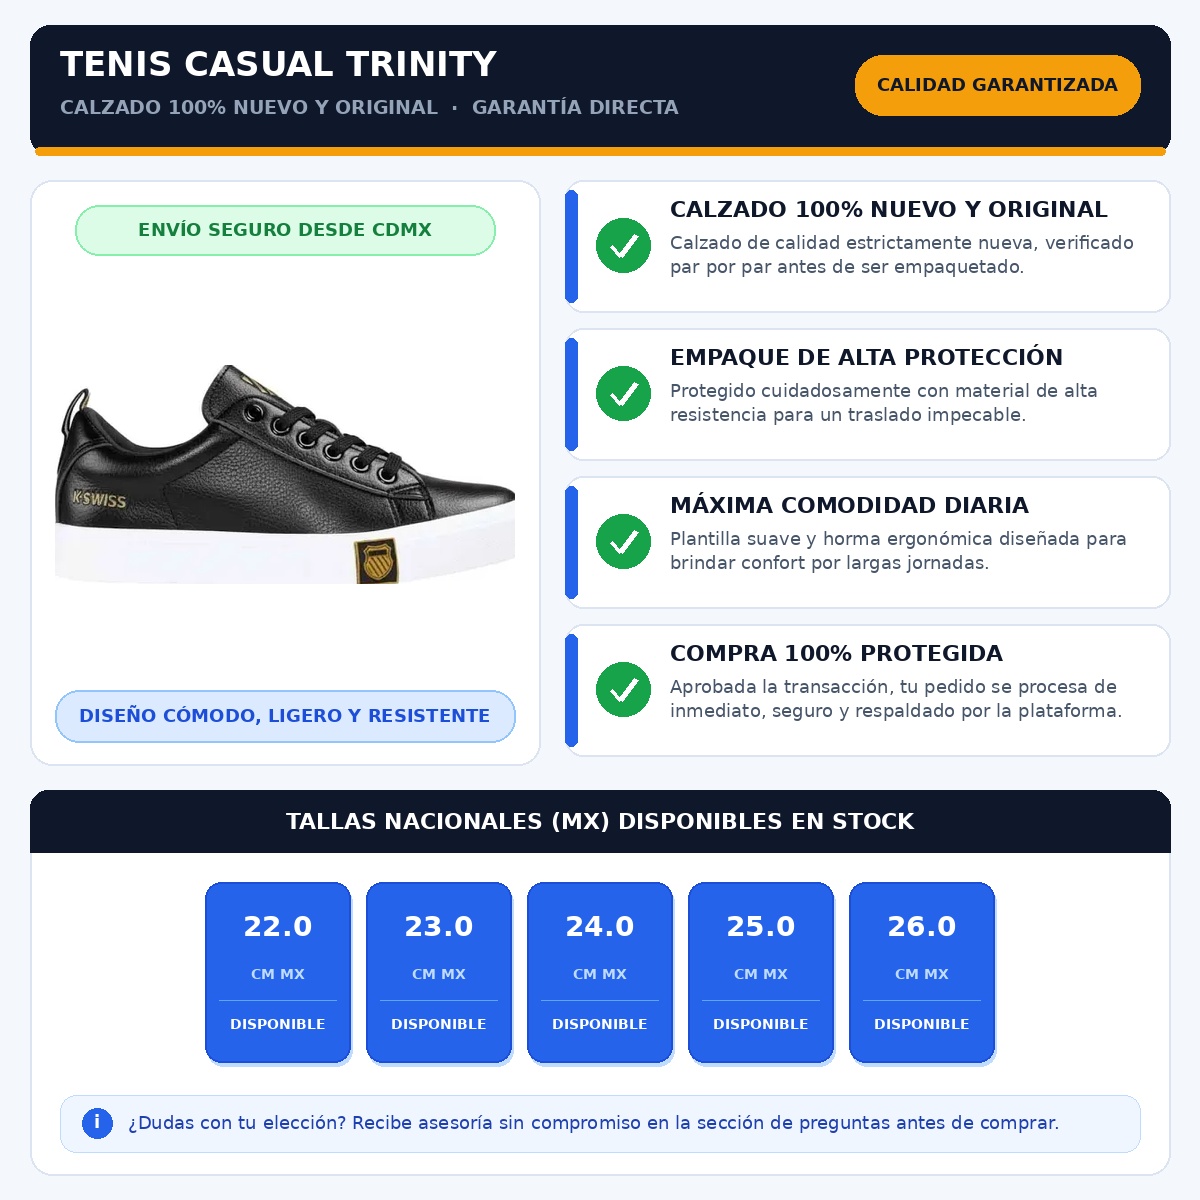 TENIS CASUAL TRINITY
CALZADO 100% NUEVO Y ORIGINAL · GARANTÍA DIRECTA
CALIDAD GARANTIZADA
ENVÍO SEGURO DESDE CDMX
K·SWISS
DISEÑO CÓMODO, LIGERO Y RESISTENTE
CALZADO 100% NUEVO Y ORIGINAL
Calzado de calidad estrictamente nueva, verificado
par por par antes de ser empaquetado.
EMPAQUE DE ALTA PROTECCIÓN
Protegido cuidadosamente con material de alta
resistencia para un traslado impecable.
MÁXIMA COMODIDAD DIARIA
Plantilla suave y horma ergonómica diseñada para
brindar confort por largas jornadas.
COMPRA 100% PROTEGIDA
Aprobada la transacción, tu pedido se procesa de
inmediato, seguro y respaldado por la plataforma.
TALLAS NACIONALES (MX) DISPONIBLES EN STOCK
22.0
CM MX
DISPONIBLE
23.0
CM MX
DISPONIBLE
24.0
CM MX
DISPONIBLE
25.0
CM MX
DISPONIBLE
26.0
CM MX
DISPONIBLE
i ¿Dudas con tu elección? Recibe asesoría sin compromiso en la sección de preguntas antes de comprar.